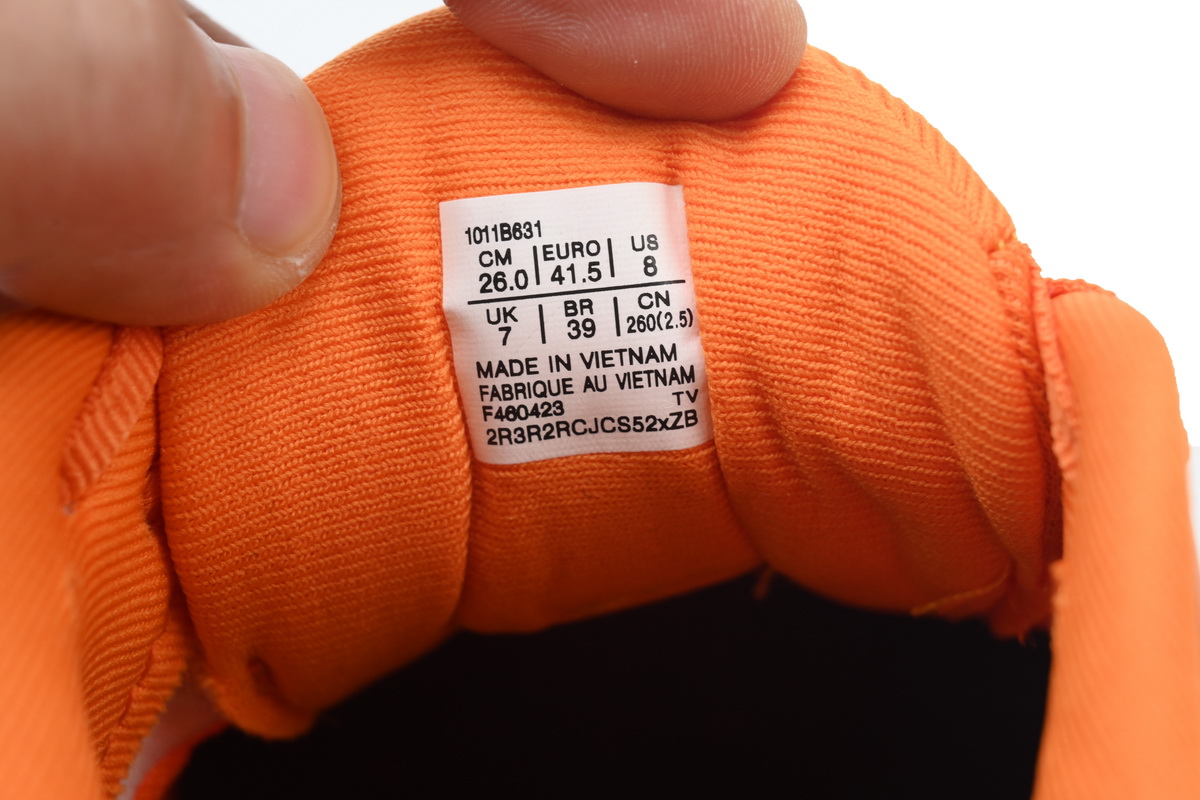 1011B631
CM | EURO | US
26.0 | 41.5 | 8
UK | BR | CN
7 | 39 | 260(2.5)
MADE IN VIETNAM
FABRIQUE AU VIETNAM
F460423 TV
2R3R2RCJCS52xZB